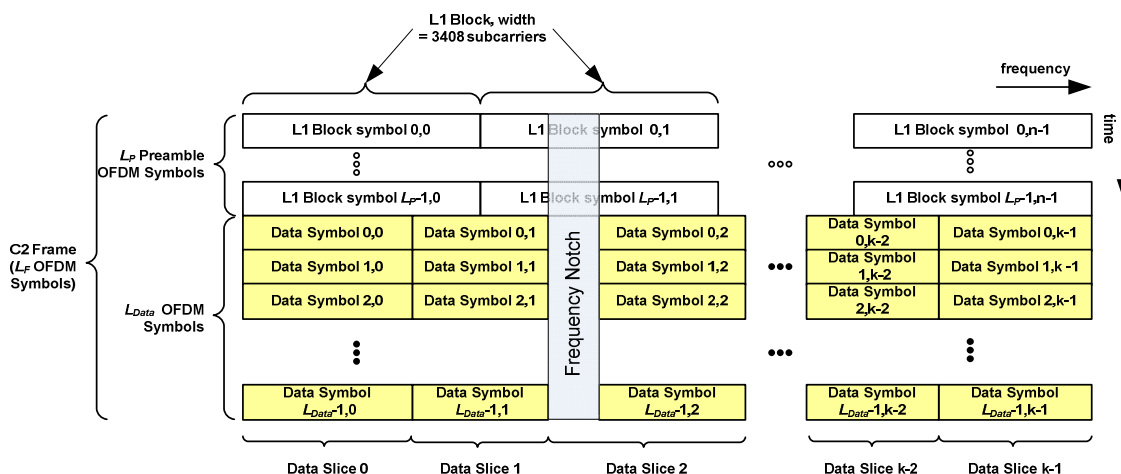 L1 Block, width
= 3408 subcarriers
frequency
time
L1 Block symbol 0,0
L1 Block symbol 0,1
L1 Block symbol 0,n-1
LP Preamble
OFDM Symbols
L1 Block symbol LP-1,0
L1 Block symbol LP-1,1
L1 Block symbol LP-1,n-1
C2 Frame
(LF OFDM
Symbols)
Data Symbol 0,0
Data Symbol 0,1
Data Symbol 0,2
Data Symbol
0,k-2
Data Symbol 0,k-1
Data Symbol 1,0
Data Symbol 1,1
Data Symbol 1,2
Data Symbol
1,k-2
Data Symbol 1,k -1
Data Symbol 2,0
Data Symbol 2,1
Data Symbol 2,2
Data Symbol
2,k-2
Data Symbol 2,k-1
LData OFDM
Symbols
Frequency Notch
Data Symbol
LData-1,0
Data Symbol
LData-1,1
Data Symbol
LData-1,2
Data Symbol
LData-1,k-2
Data Symbol
LData-1,k-1
Data Slice 0
Data Slice 1
Data Slice 2
Data Slice k-2
Data Slice k-1